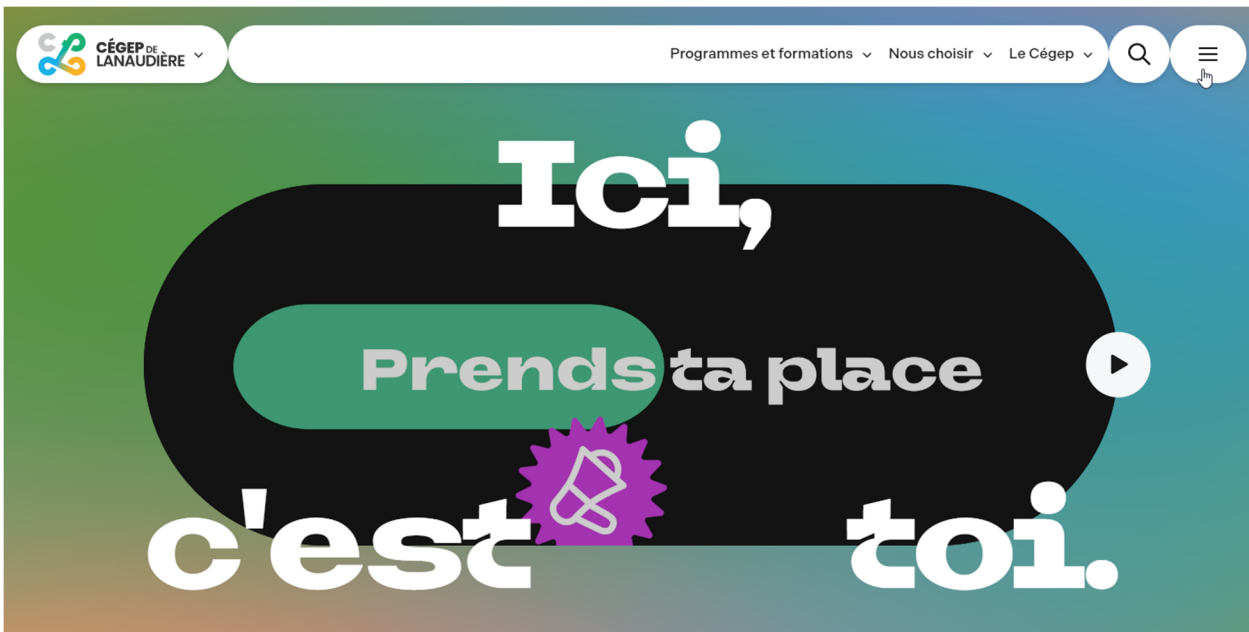 CÉGEP DE
LANAUDIÈRE
Programmes et formations
Nous choisir
Le Cégep
Ici,
Prends ta place
c'est toi.